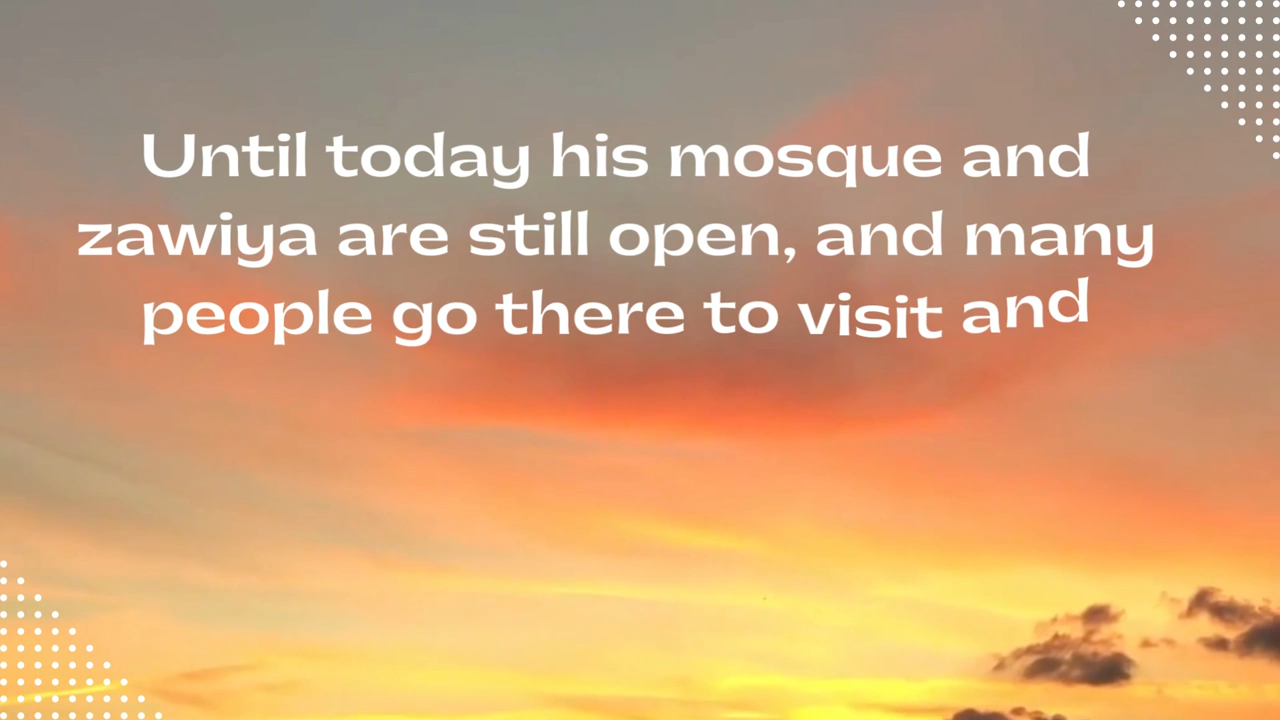 Until today his mosque and
zawiya are still open, and many
people go there to visit and